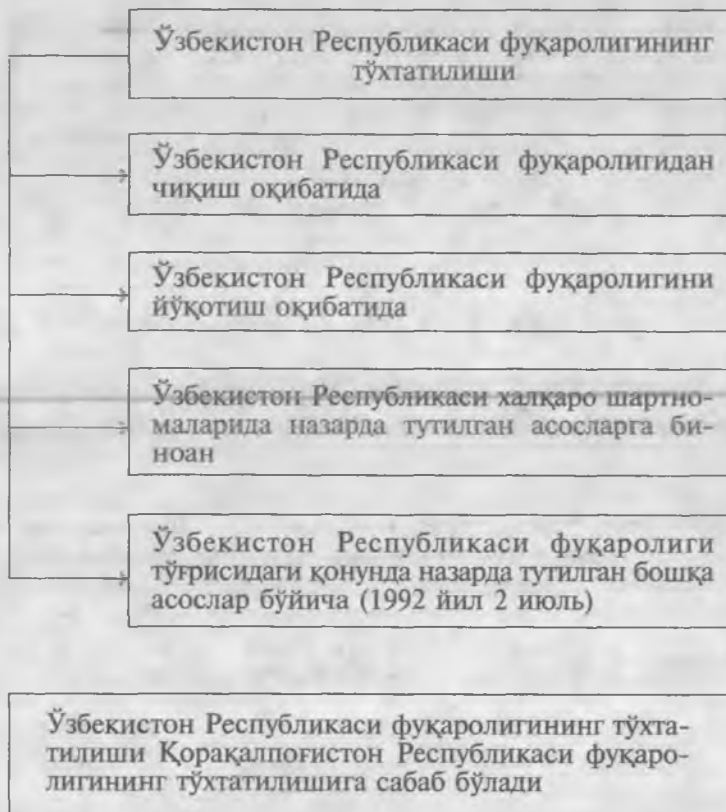 Ўзбекистон Республикаси фуқаролигининг
тўхтатилиши
Ўзбекистон Республикаси фуқаролигидан
чиқиш оқибатида
Ўзбекистон Республикаси фуқаролигини
йўқотиш оқибатида
Ўзбекистон Республикаси халқаро шартно-
маларида назарда тутилган асосларга би-
ноан
Ўзбекистон Республикаси фуқаролиги
тўғрисидаги қонунда назарда тутилган бошқа
асослар бўйича (1992 йил 2 июль)
Ўзбекистон Республикаси фуқаролигининг тўхта-
тилиши Қорақалпоғистон Республикаси фуқаро-
лигининг тўхтатилишига сабаб бўлади